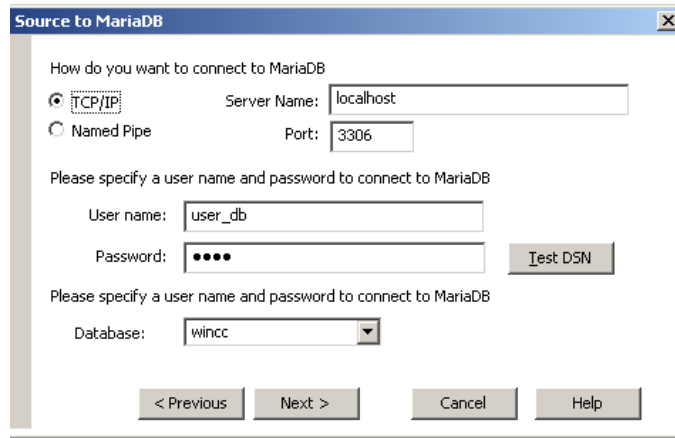 Source to MariaDB
How do you want to connect to MariaDB
TCP/IP Server Name: localhost
Named Pipe Port: 3306
Please specify a user name and password to connect to MariaDB
User name: user_db
Password: ●●●● Test DSN
Please specify a user name and password to connect to MariaDB
Database: wincc
< Previous Next > Cancel Help